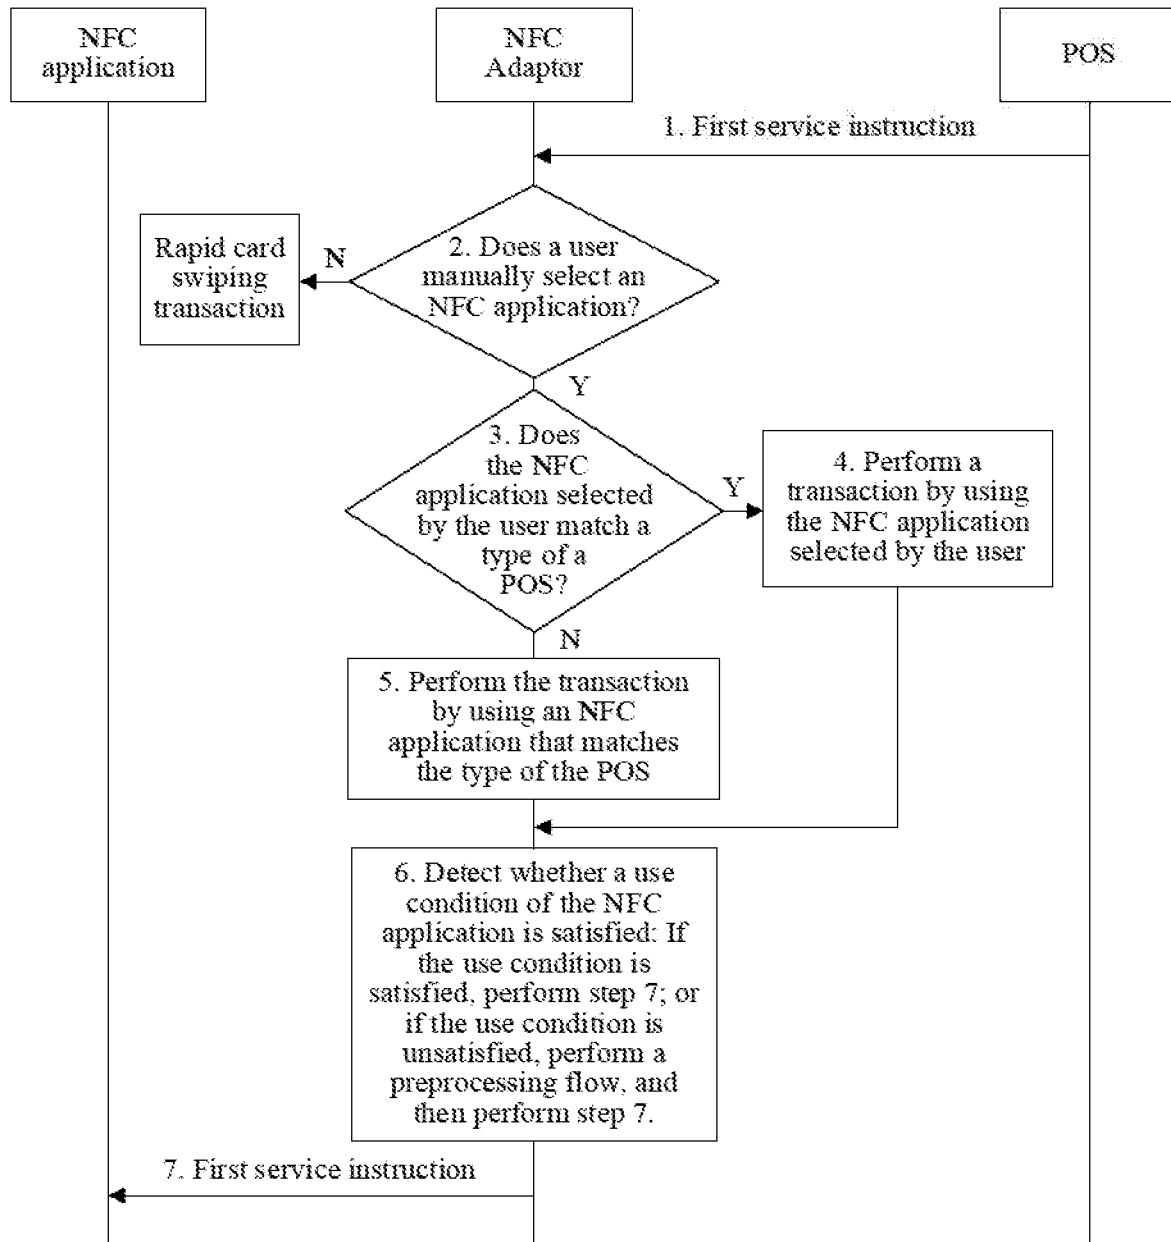 NFC
application
NFC
Adaptor
POS
1. First service instruction
2. Does a user
manually select an
NFC application?
N
Rapid card
swiping
transaction
Y
3. Does
the NFC
application selected
by the user match a
type of a
POS?
Y
4. Perform a
transaction by using
the NFC application
selected by the user
N
5. Perform the transaction
by using an NFC
application that matches
the type of the POS
6. Detect whether a use
condition of the NFC
application is satisfied: If
the use condition is
satisfied, perform step 7; or
if the use condition is
unsatisfied, perform a
preprocessing flow, and
then perform step 7.
7. First service instruction